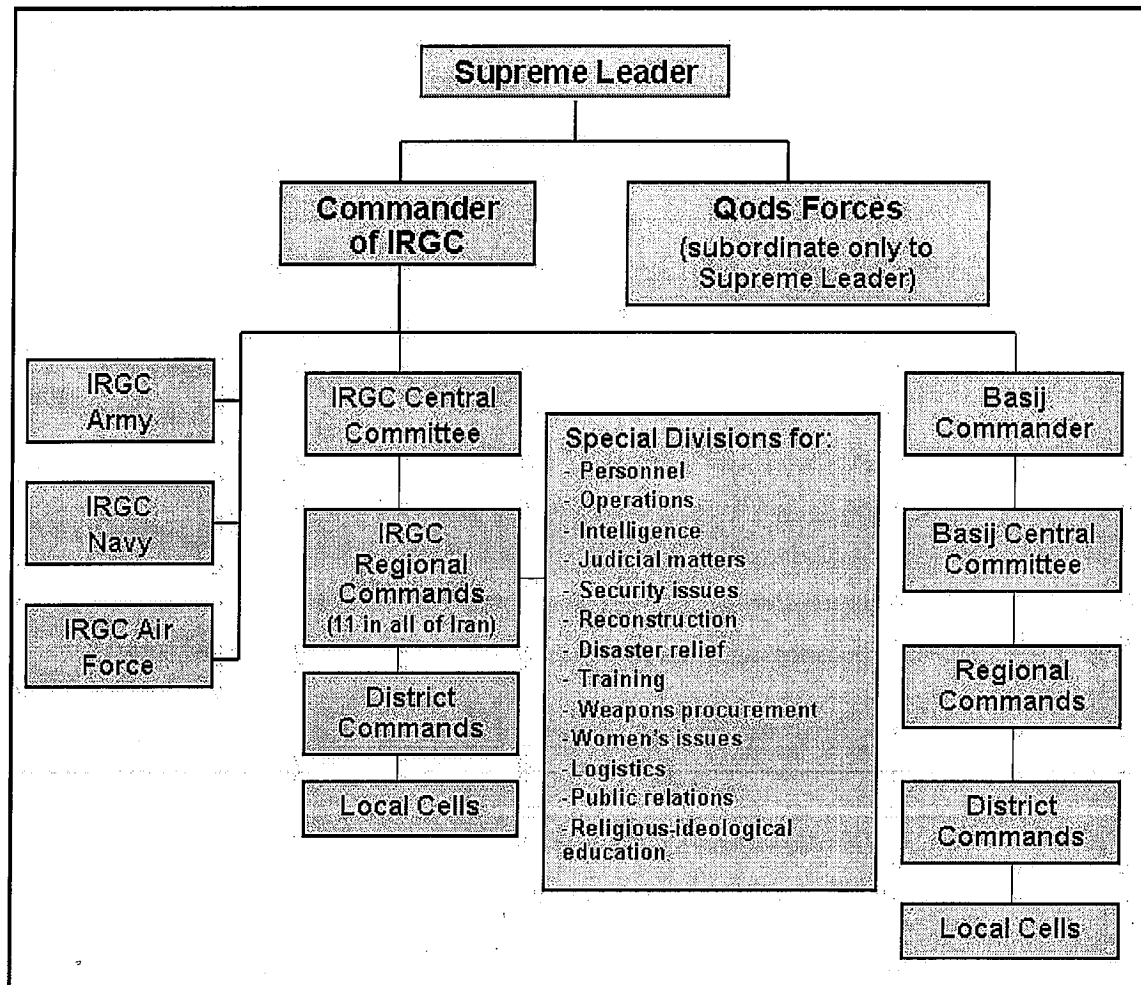 Supreme Leader
Commander
of IRGC
Qods Forces
(subordinate only to
Supreme Leader)
IRGC
Army
IRGC
Navy
IRGC Air
Force
IRGC Central
Committee
IRGC
Regional
Commands
(11 in all of Iran)
District
Commands
Local Cells
Special Divisions for:
- Personnel
- Operations
- Intelligence
- Judicial matters
- Security issues
- Reconstruction
- Disaster relief
- Training
- Weapons procurement
- Women's issues
- Logistics
- Public relations
- Religious-ideological
education
Basij
Commander
Basij Central
Committee
Regional
Commands
District
Commands
Local Cells